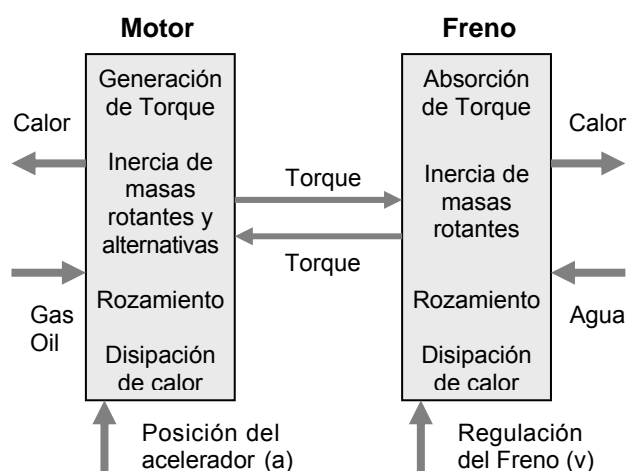 Motor
Freno
Generación
de Torque
Inercia de
masas
rotantes y
alternativas
Rozamiento
Disipación
de calor
Absorción
de Torque
Inercia de
masas
rotantes
Rozamiento
Disipación
de calor
Calor
Calor
Torque
Torque
Gas
Oil
Agua
Posición del
acelerador (a)
Regulación
del Freno (v)